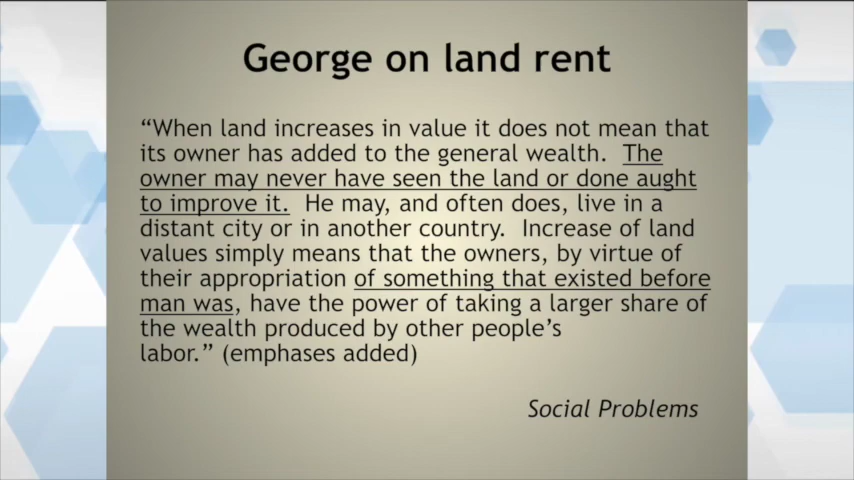 George on land rent
“When land increases in value it does not mean that
its owner has added to the general wealth. The
owner may never have seen the land or done aught
to improve it. He may, and often does, live in a
distant city or in another country. Increase of land
values simply means that the owners, by virtue of
their appropriation of something that existed before
man was, have the power of taking a larger share of
the wealth produced by other people’s
labor.” (emphases added)
Social Problems